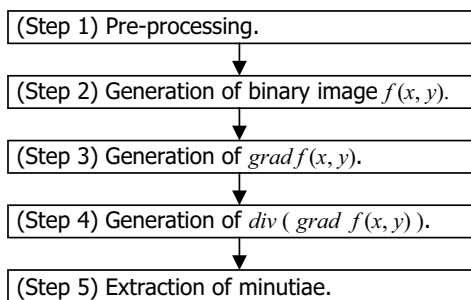 (Step 1) Pre-processing.
(Step 2) Generation of binary image f(x, y).
(Step 3) Generation of grad f(x, y).
(Step 4) Generation of div ( grad f(x, y) ).
(Step 5) Extraction of minutiae.